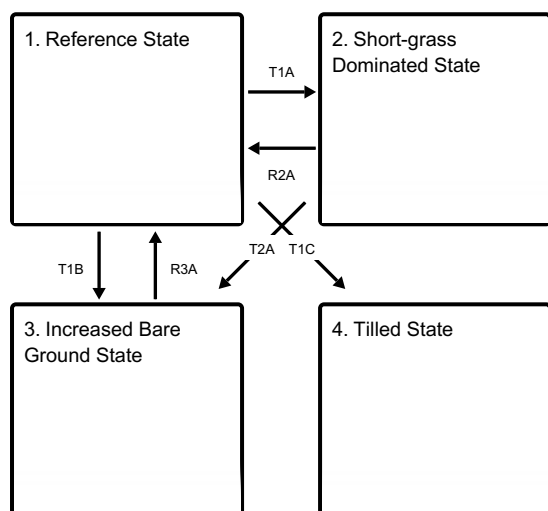 1. Reference State
2. Short-grass
Dominated State
T1A
R2A
T2A
T1C
T1B
R3A
3. Increased Bare
Ground State
4. Tilled State